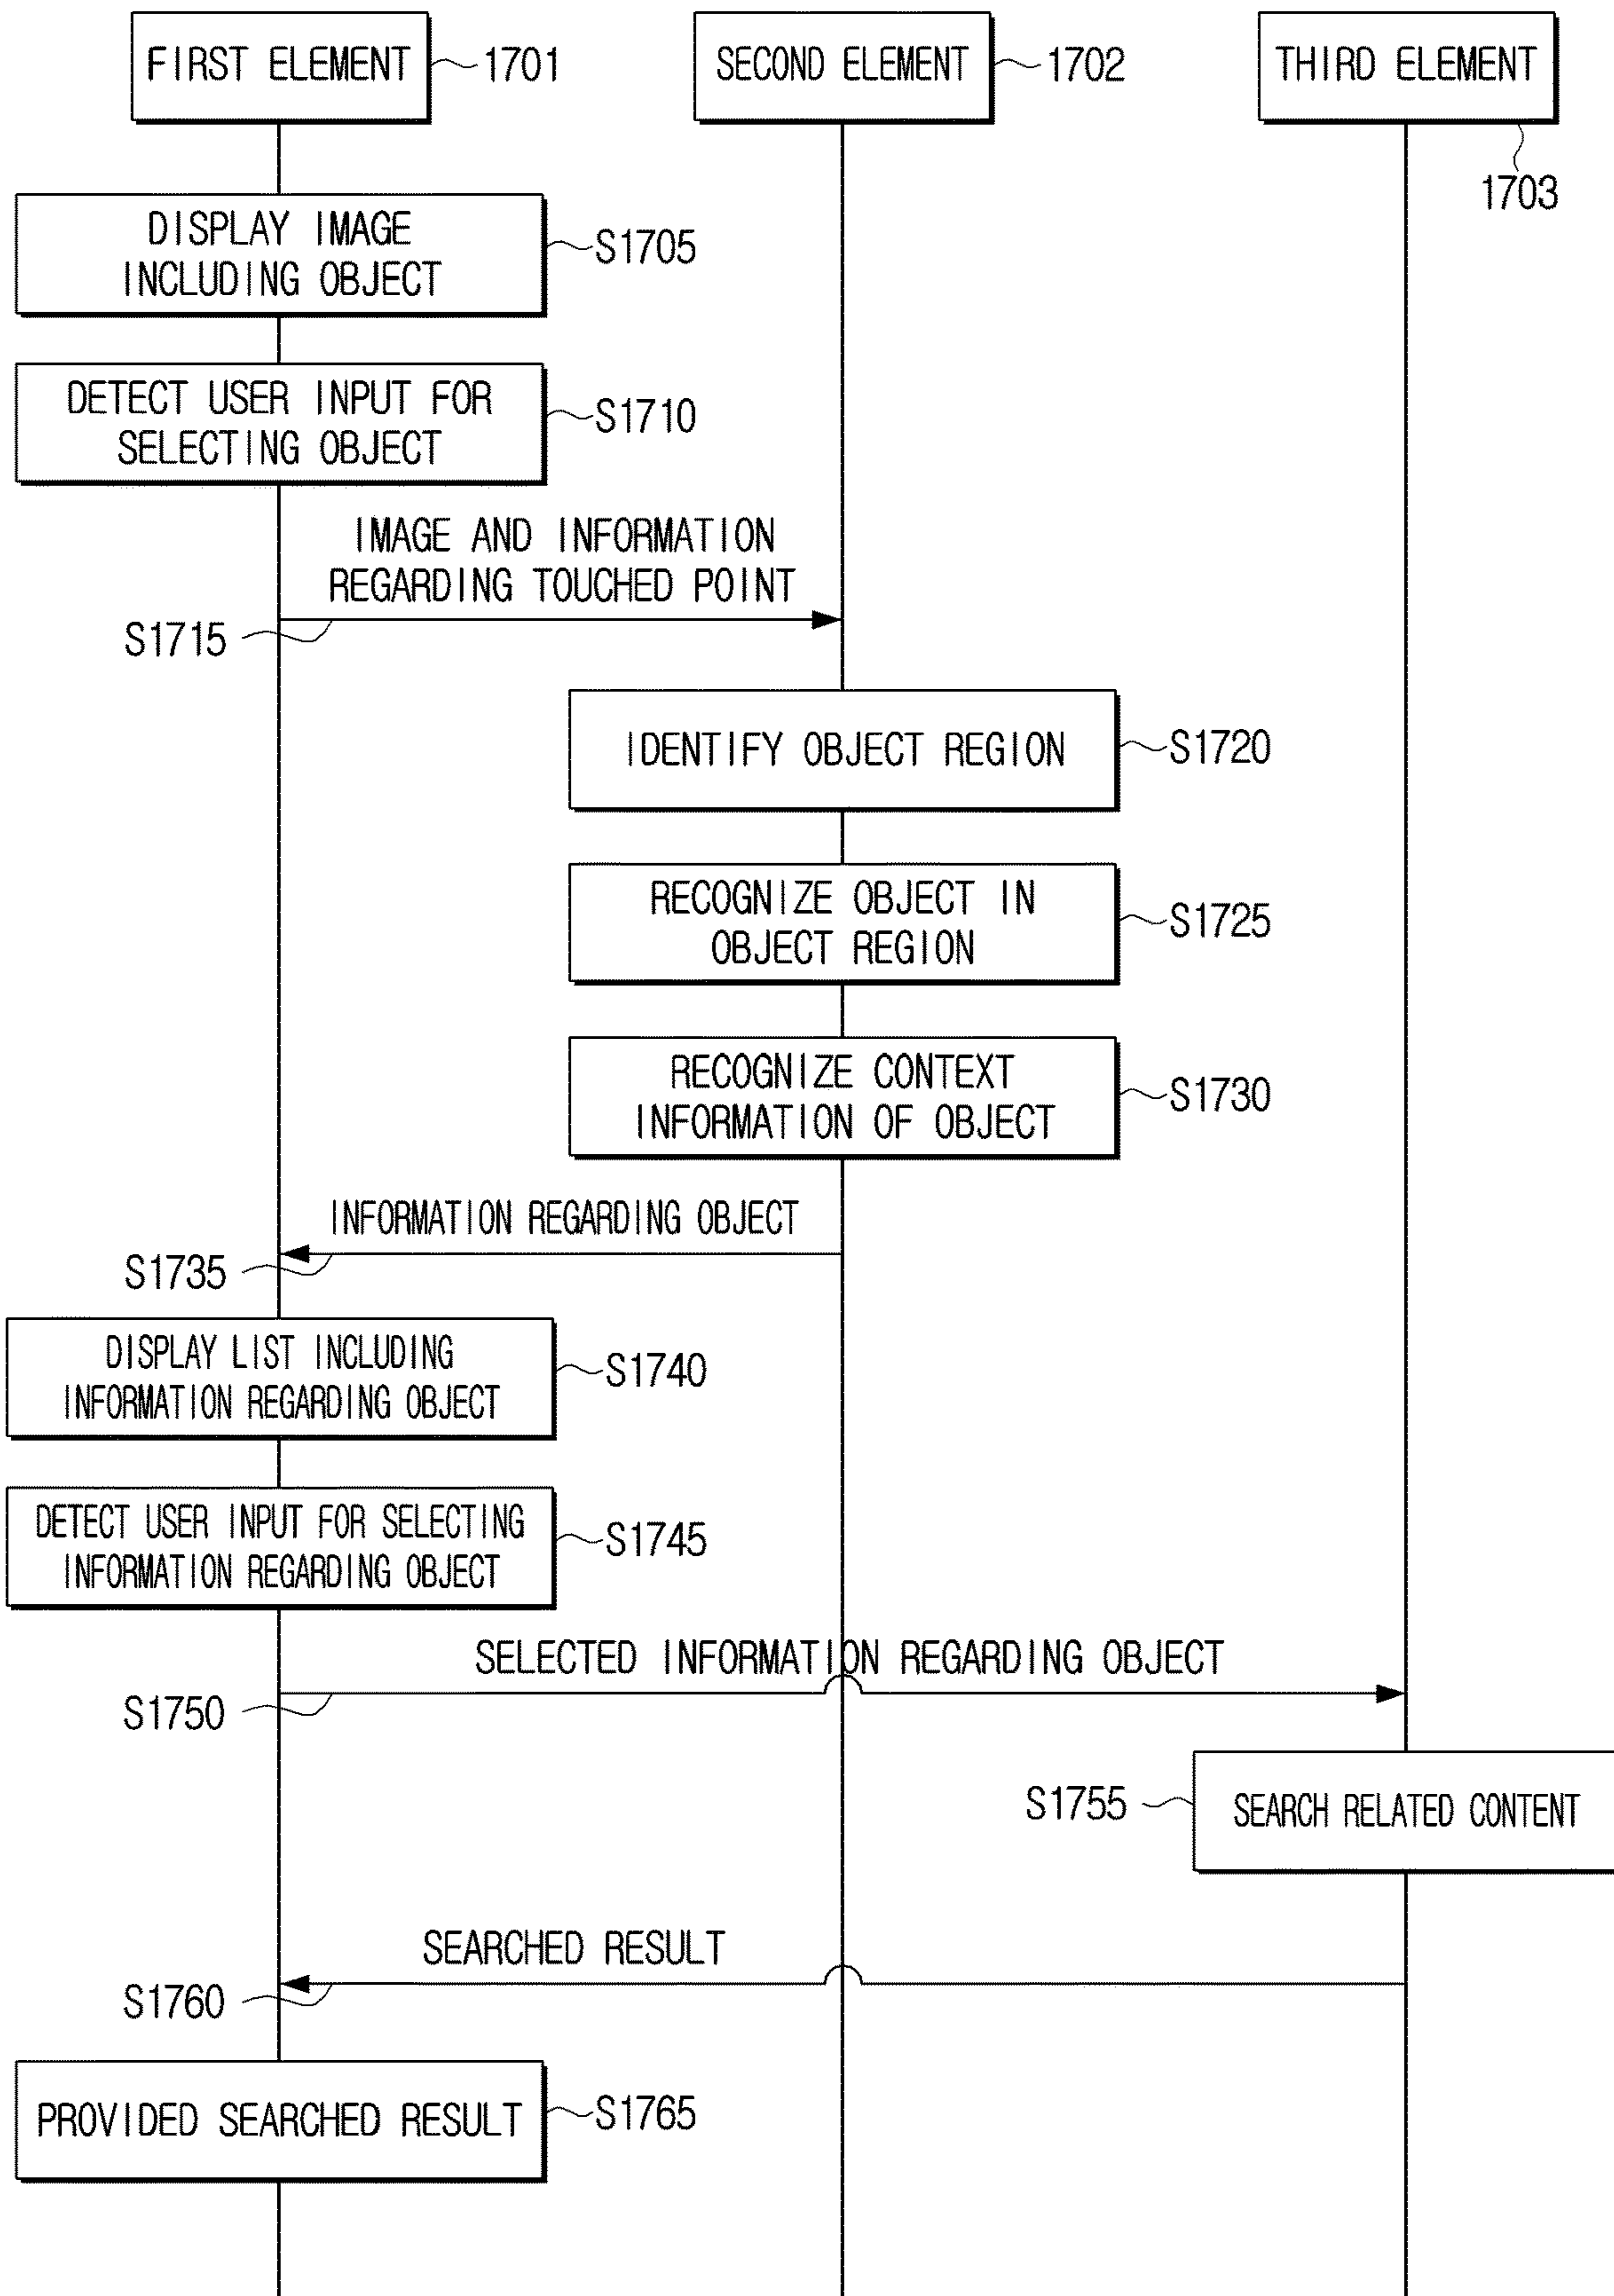 FIRST ELEMENT
1701
SECOND ELEMENT
1702
THIRD ELEMENT
1703
DISPLAY IMAGE
INCLUDING OBJECT
S1705
DETECT USER INPUT FOR
SELECTING OBJECT
S1710
IMAGE AND INFORMATION
REGARDING TOUCHED POINT
S1715
IDENTIFY OBJECT REGION
S1720
RECOGNIZE OBJECT IN
OBJECT REGION
S1725
RECOGNIZE CONTEXT
INFORMATION OF OBJECT
S1730
INFORMATION REGARDING OBJECT
S1735
DISPLAY LIST INCLUDING
INFORMATION REGARDING OBJECT
S1740
DETECT USER INPUT FOR SELECTING
INFORMATION REGARDING OBJECT
S1745
SELECTED INFORMATION REGARDING OBJECT
S1750
S1755
SEARCH RELATED CONTENT
SEARCHED RESULT
S1760
PROVIDED SEARCHED RESULT
S1765